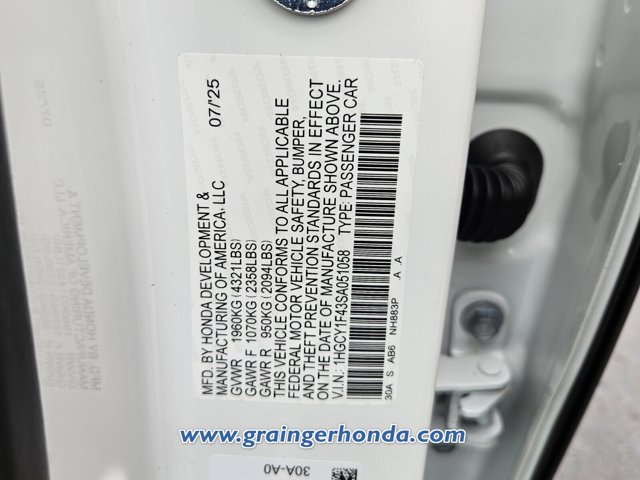 MFD. BY HONDA DEVELOPMENT & 07/'25
MANUFACTURING OF AMERICA, LLC
GVWR 1960KG (4321LBS)
GAWR F 1070KG (2358LBS)
GAWR R 950KG (2094LBS)
THIS VEHICLE CONFORMS TO ALL APPLICABLE
FEDERAL MOTOR VEHICLE SAFETY, BUMPER,
AND THEFT PREVENTION STANDARDS IN EFFECT
ON THE DATE OF MANUFACTURE SHOWN ABOVE.
V.I.N.: 1HGCY1F43SA051058 TYPE: PASSENGER CAR
30A S AB6 NH883P A A
30A-A0
www.graingerhonda.com